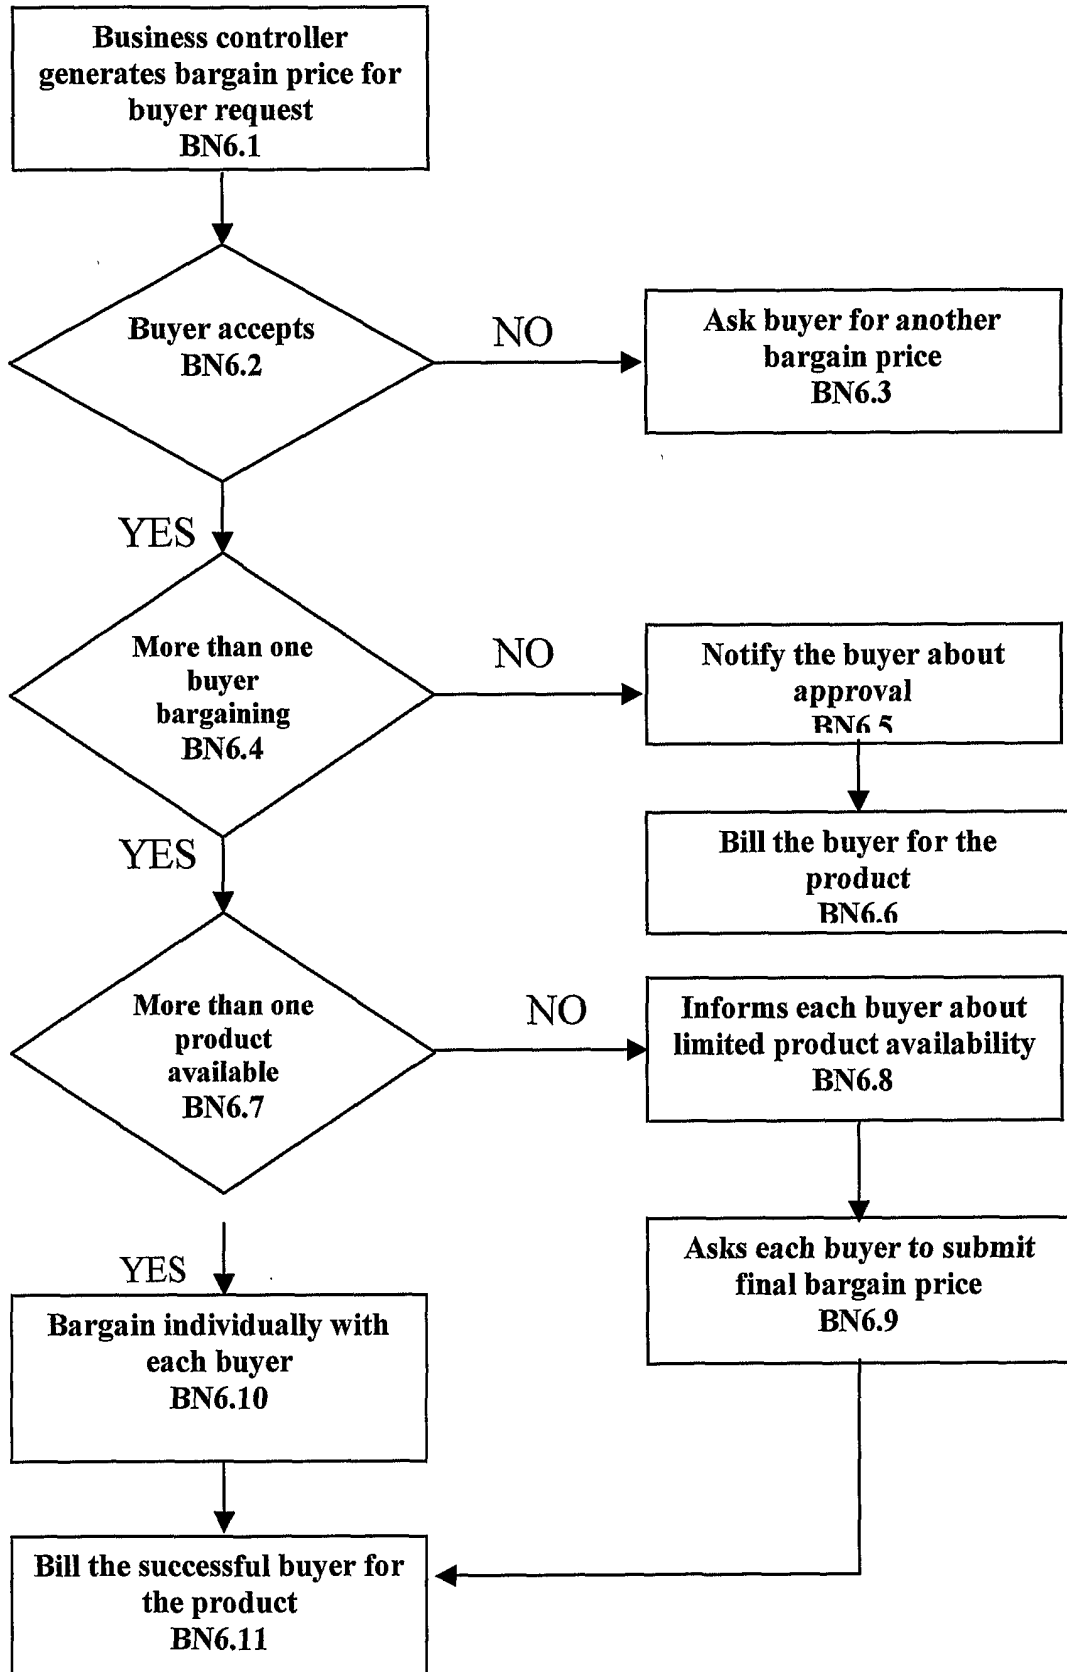 Business controller
generates bargain price for
buyer request
BN6.1
Buyer accepts
BN6.2
NO
Ask buyer for another
bargain price
BN6.3
YES
More than one
buyer
bargaining
BN6.4
NO
Notify the buyer about
approval
BN6.5
YES
Bill the buyer for the
product
BN6.6
More than one
product
available
BN6.7
NO
Informs each buyer about
limited product availability
BN6.8
YES
Asks each buyer to submit
final bargain price
BN6.9
Bargain individually with
each buyer
BN6.10
Bill the successful buyer for
the product
BN6.11